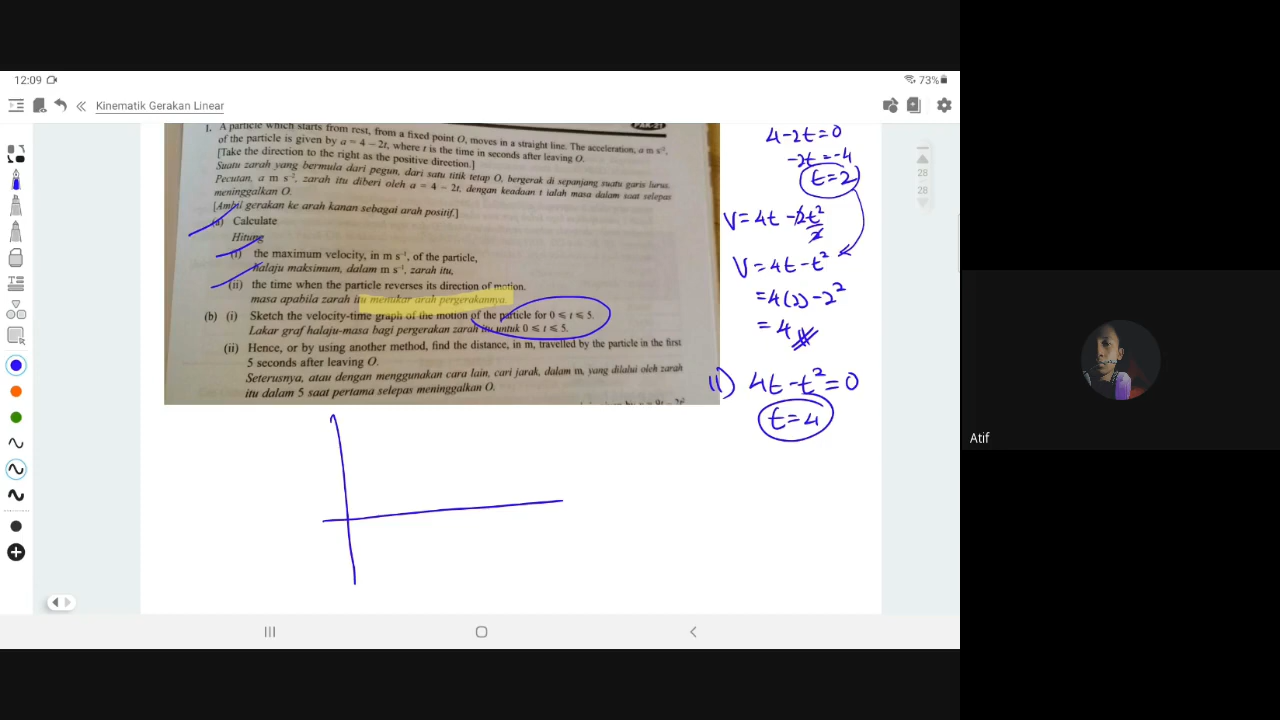 12:09
73%
Kinematik Gerakan Linear
1. A particle which starts from rest, from a fixed point O, moves in a straight line. The acceleration, a m s⁻²,
of the particle is given by a = 4 – 2t, where t is the time in seconds after leaving O.
[Take the direction to the right as the positive direction.]
Suatu zarah yang bermula dari pegun, dari satu titik tetap O, bergerak di sepanjang suatu garis lurus.
Pecutan, a m s⁻², zarah itu diberi oleh a = 4 – 2t, dengan keadaan t ialah masa dalam saat selepas
meninggalkan O.
[Ambil gerakan ke arah kanan sebagai arah positif.]
(a) Calculate
Hitung
(i) the maximum velocity, in m s⁻¹, of the particle,
halaju maksimum, dalam m s⁻¹, zarah itu,
(ii) the time when the particle reverses its direction of motion.
masa apabila zarah itu menukar arah pergerakannya.
(b) (i) Sketch the velocity-time graph of the motion of the particle for 0 ⩽ t ⩽ 5.
Lakar graf halaju-masa bagi pergerakan zarah itu untuk 0 ⩽ t ⩽ 5.
(ii) Hence, or by using another method, find the distance, in m, travelled by the particle in the first
5 seconds after leaving O.
Seterusnya, atau dengan menggunakan cara lain, cari jarak, dalam m, yang dilalui oleh zarah
itu dalam 5 saat pertama selepas meninggalkan O.
4-2t=0
-2t=-4
t=2
V=4t-2t²
2
V=4t-t²
=4(2)-2²
=4
ii) 4t-t²=0
t=4
28
28
Atif